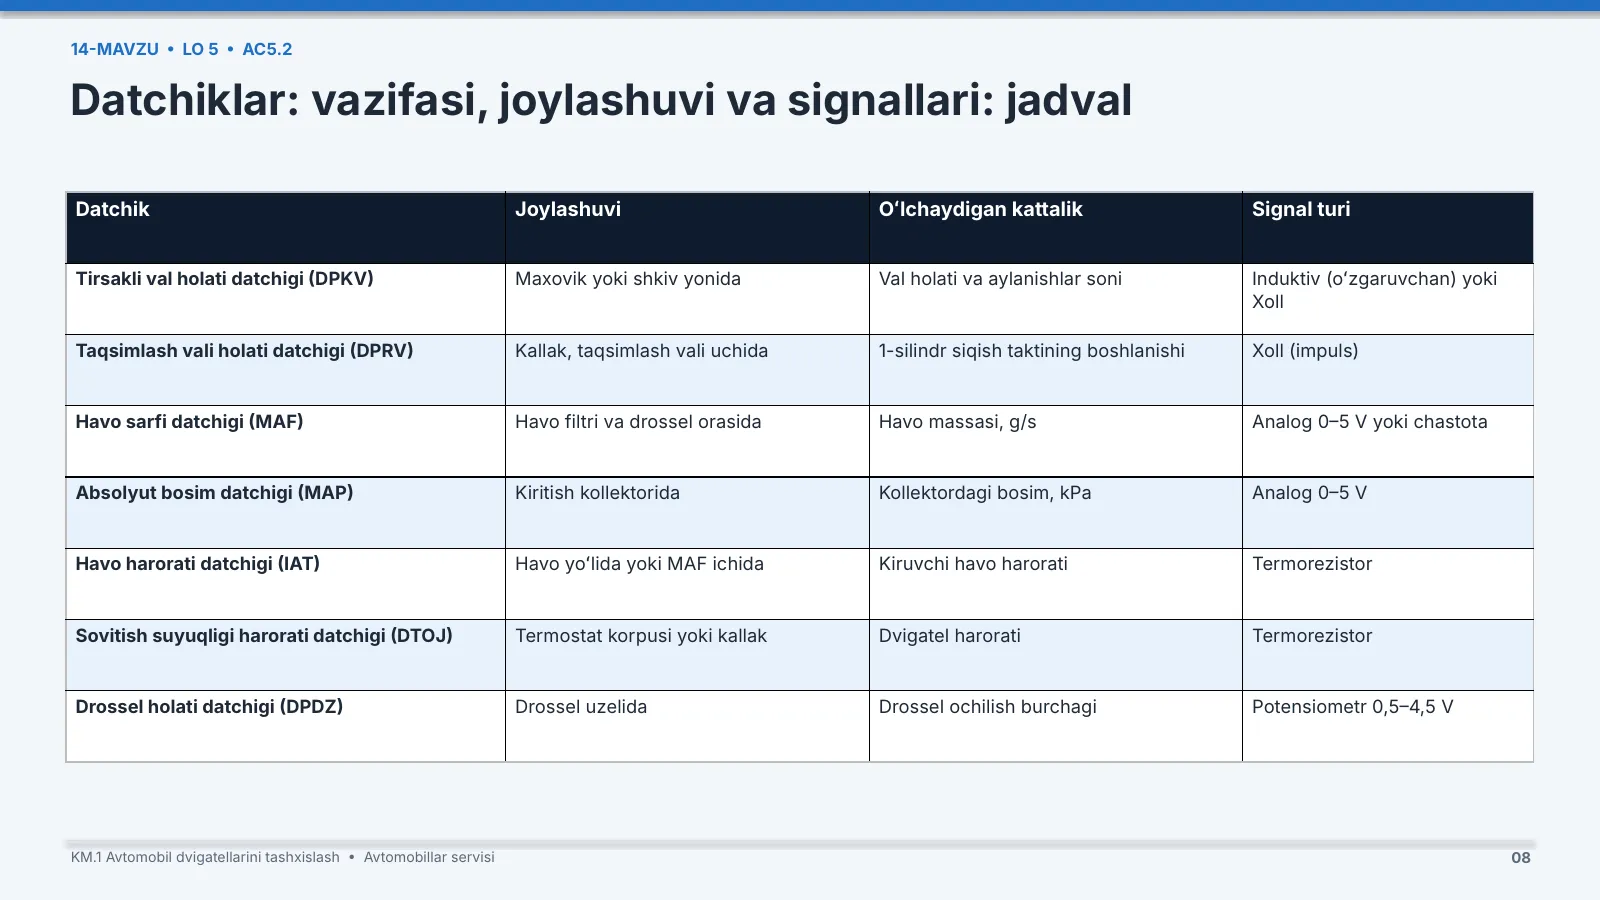 14-MAVZU • LO 5 • AC5.2
Datchiklar: vazifasi, joylashuvi va signallari: jadval
Datchik Joylashuvi Oʻlchaydigan kattalik Signal turi
Tirsakli val holati datchigi (DPKV) Maxovik yoki shkiv yonida Val holati va aylanishlar soni Induktiv (oʻzgaruvchan) yoki
Xoll
Taqsimlash vali holati datchigi (DPRV) Kallak, taqsimlash vali uchida 1-silindr siqish taktining boshlanishi Xoll (impuls)
Havo sarfi datchigi (MAF) Havo filtri va drossel orasida Havo massasi, g/s Analog 0–5 V yoki chastota
Absolyut bosim datchigi (MAP) Kiritish kollektorida Kollektordagi bosim, kPa Analog 0–5 V
Havo harorati datchigi (IAT) Havo yoʻlida yoki MAF ichida Kiruvchi havo harorati Termorezistor
Sovitish suyuqligi harorati datchigi (DTOJ) Termostat korpusi yoki kallak Dvigatel harorati Termorezistor
Drossel holati datchigi (DPDZ) Drossel uzelida Drossel ochilish burchagi Potensiometr 0,5–4,5 V
KM.1 Avtomobil dvigatellarini tashxislash • Avtomobillar servisi 08